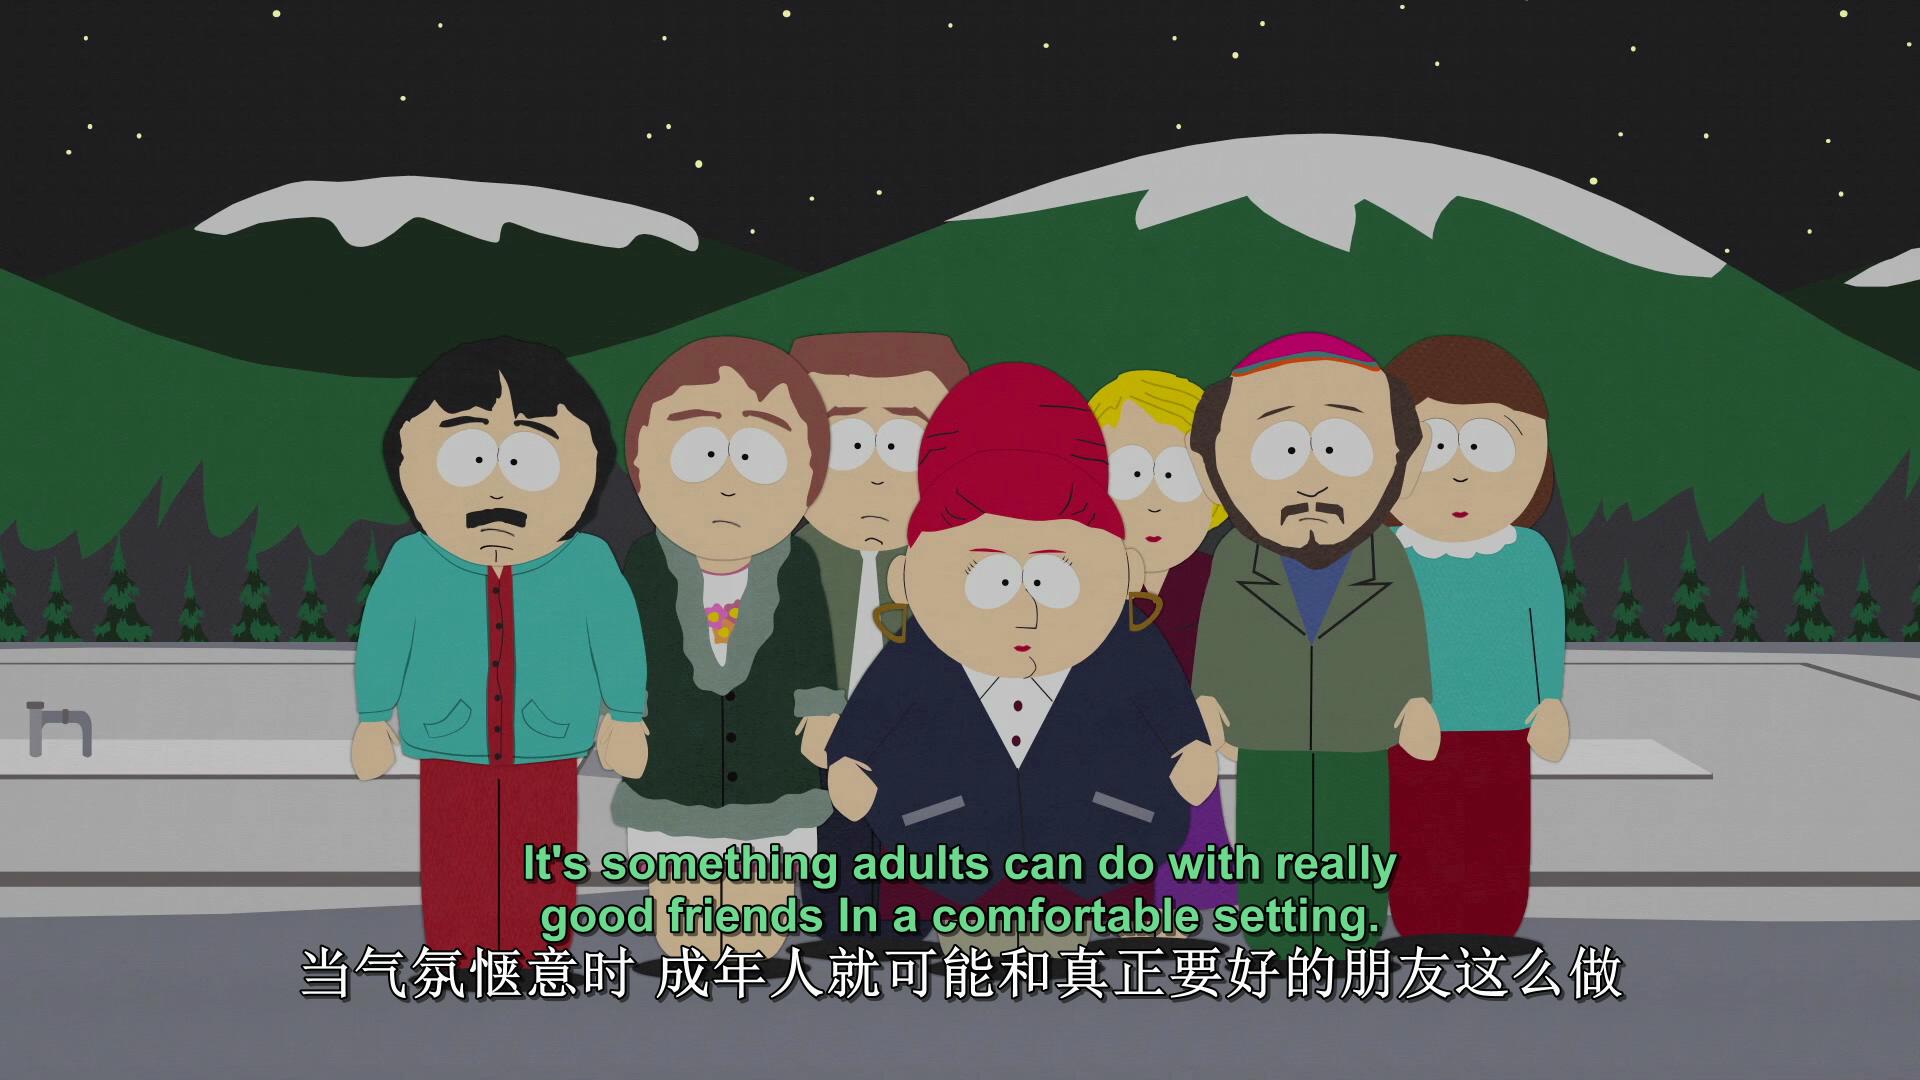 It's something adults can do with really
good friends In a comfortable setting.
当气氛惬意时 成年人就可能和真正要好的朋友这么做